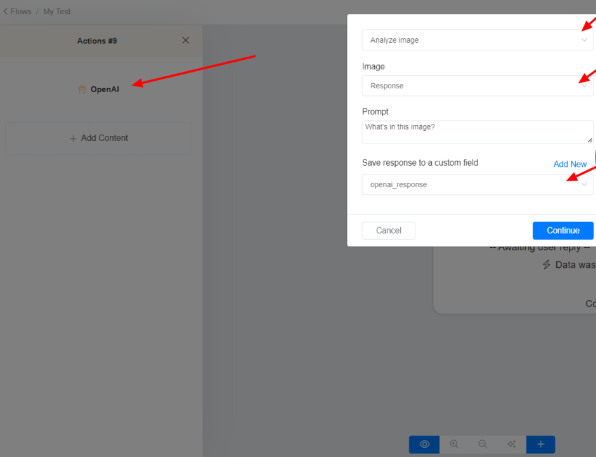 Flows / My Test
Actions #9
OpenAI
+ Add Content
Analyze image
Image
Response
Prompt
What's in this image?
Save response to a custom field
Add New
openai_response
Cancel
Continue
-- Awaiting user reply --
Data was
Co